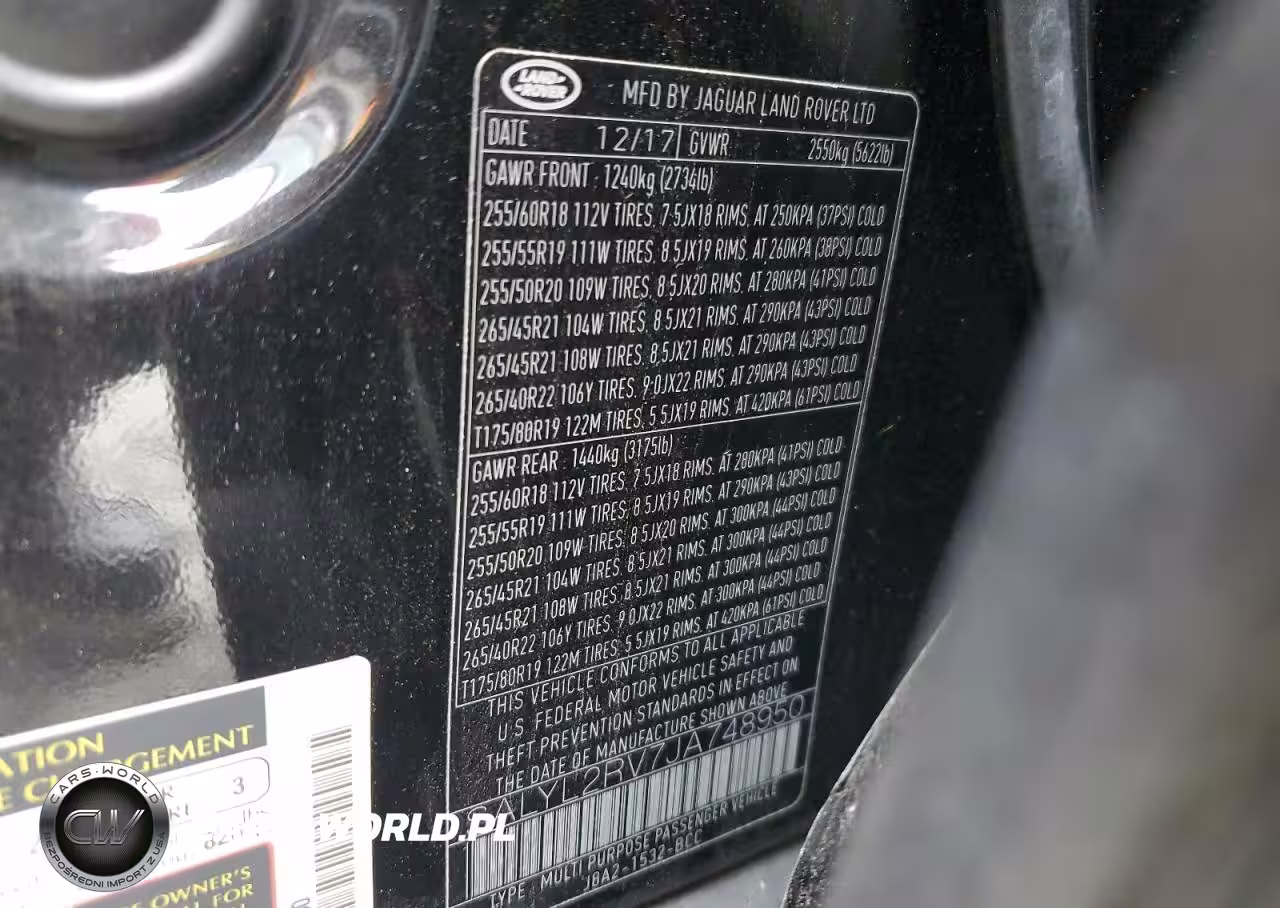 LAND-
-ROVER
MFD BY JAGUAR LAND ROVER LTD
DATE: 12/17 GVWR: 2550kg (5622lb)
GAWR FRONT : 1240kg (2734lb)
255/60R18 112V TIRES, 7.5JX18 RIMS, AT 250KPA (37PSI) COLD
255/55R19 111W TIRES, 8.5JX19 RIMS, AT 260KPA (38PSI) COLD
255/50R20 109W TIRES, 8.5JX20 RIMS, AT 280KPA (41PSI) COLD
265/45R21 104W TIRES, 8.5JX21 RIMS, AT 290KPA (43PSI) COLD
265/45R21 108W TIRES, 8.5JX21 RIMS, AT 290KPA (43PSI) COLD
265/40R22 106Y TIRES, 9.0JX22 RIMS, AT 290KPA (43PSI) COLD
T175/80R19 122M TIRES, 5.5JX19 RIMS, AT 420KPA (61PSI) COLD
GAWR REAR : 1440kg (3175lb)
255/60R18 112V TIRES, 7.5JX18 RIMS, AT 280KPA (41PSI) COLD
255/55R19 111W TIRES, 8.5JX19 RIMS, AT 290KPA (43PSI) COLD
255/50R20 109W TIRES, 8.5JX20 RIMS, AT 300KPA (44PSI) COLD
265/45R21 104W TIRES, 8.5JX21 RIMS, AT 300KPA (44PSI) COLD
265/45R21 108W TIRES, 8.5JX21 RIMS, AT 300KPA (44PSI) COLD
265/40R22 106Y TIRES, 9.0JX22 RIMS, AT 300KPA (44PSI) COLD
T175/80R19 122M TIRES, 5.5JX19 RIMS, AT 420KPA (61PSI) COLD
THIS VEHICLE CONFORMS TO ALL APPLICABLE
U.S. FEDERAL MOTOR VEHICLE SAFETY AND
THEFT PREVENTION STANDARDS IN EFFECT ON
THE DATE OF MANUFACTURE SHOWN ABOVE
SALYL2RV7JA748950
TYPE : MULTI PURPOSE PASSENGER VEHICLE
JBA2-1532-BCC
ATION
E CHARGEMENT
3
OWNER'S
FOR
CARS-WORLD
CW
BEZPOŚREDNI IMPORT Z USA
WORLD.PL